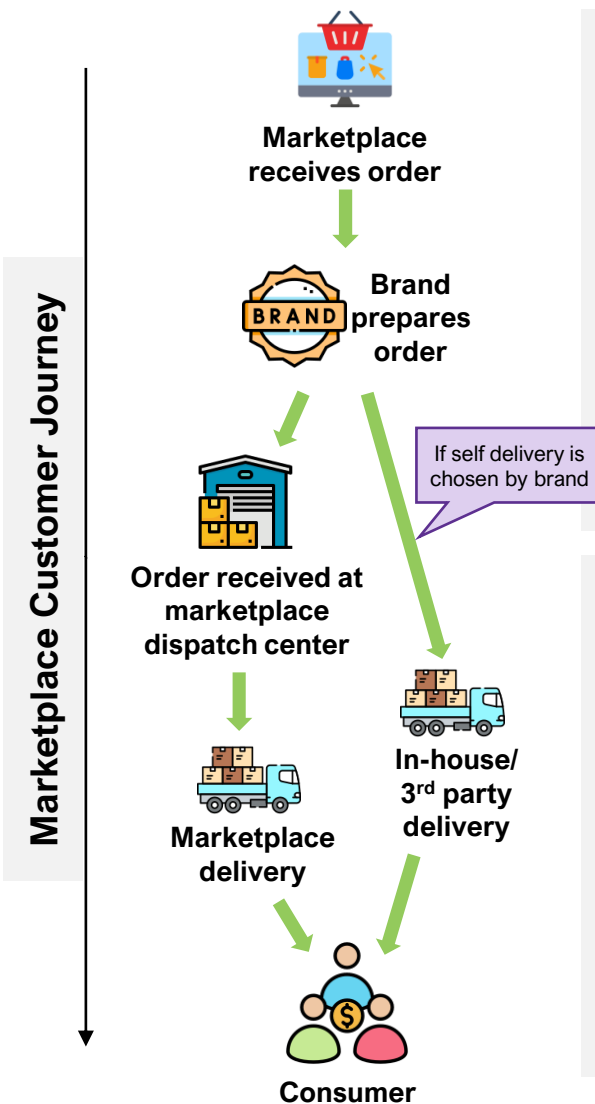 Marketplace Customer Journey
Marketplace
receives order
BRAND
Brand
prepares
order
If self delivery is
chosen by brand
Order received at
marketplace
dispatch center
In-house/
3rd party
delivery
Marketplace
delivery
$
Consumer